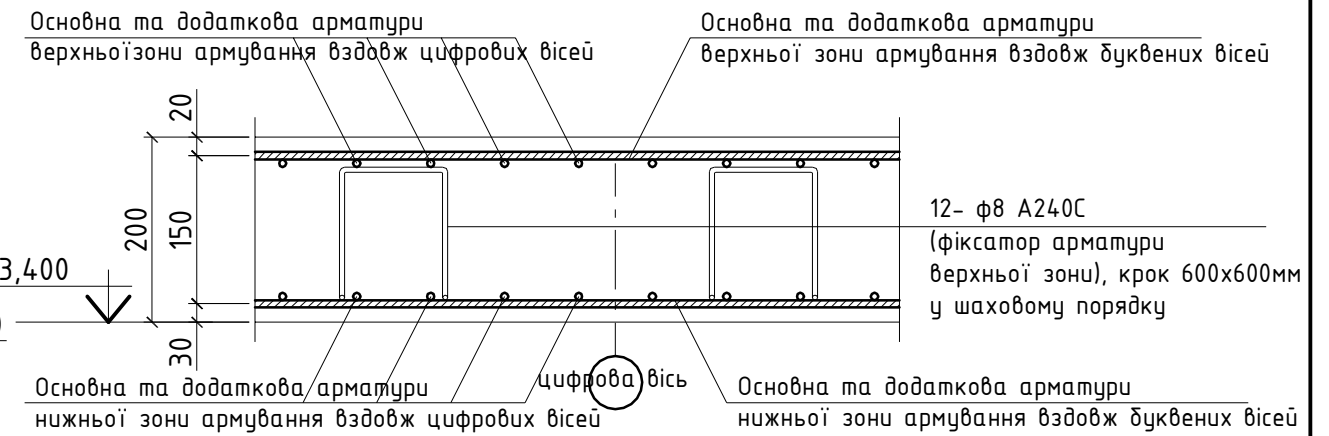 Основна та додаткова арматури
верхньоїзони армування вздовж цифрових вісей
Основна та додаткова арматури
верхньої зони армування вздовж буквених вісей
20
200
150
30
3,400
12- ф8 А240С
(фіксатор арматури
верхньої зони), крок 600х600мм
у шаховому порядку
цифрова вісь
Основна та додаткова арматури
нижньої зони армування вздовж цифрових вісей
Основна та додаткова арматури
нижньої зони армування вздовж буквених вісей